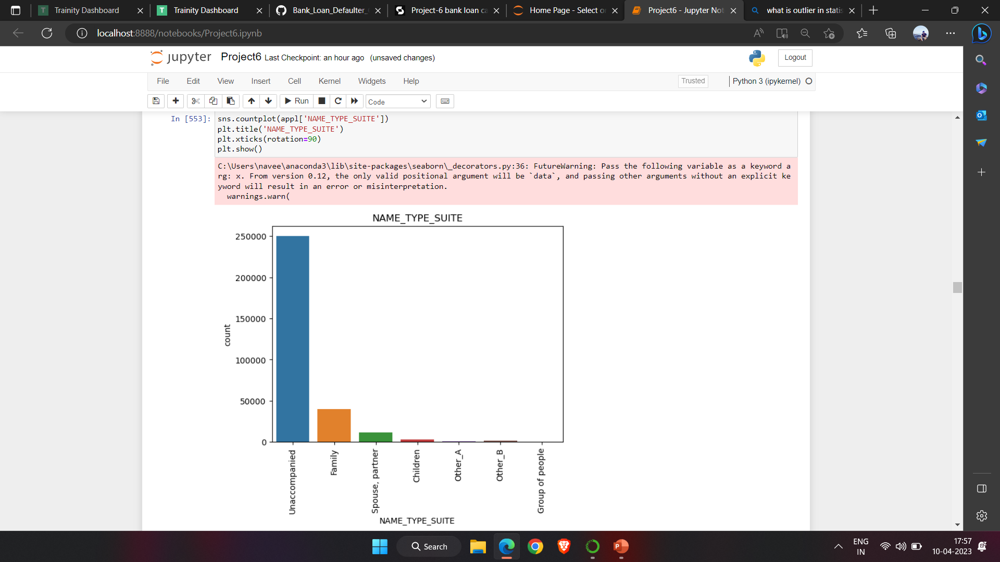 Trainity Dashboard
Trainity Dashboard
Bank_Loan_Defaulter_
Project-6 bank loan ca
Home Page - Select or
Project6 - Jupyter Not
what is outlier in statis
localhost:8888/notebooks/Project6.ipynb
jupyter Project6 Last Checkpoint: an hour ago (unsaved changes)
Logout
File Edit View Insert Cell Kernel Widgets Help
Trusted
Python 3 (ipykernel)
Run
Code
In [553]: sns.countplot(appl['NAME_TYPE_SUITE'])
plt.title('NAME_TYPE_SUITE')
plt.xticks(rotation=90)
plt.show()
C:\Users\navee\anaconda3\lib\site-packages\seaborn\_decorators.py:36: FutureWarning: Pass the following variable as a keyword a
rg: x. From version 0.12, the only valid positional argument will be `data`, and passing other arguments without an explicit ke
yword will result in an error or misinterpretation.
warnings.warn(
NAME_TYPE_SUITE
250000
200000
150000
100000
50000
0
count
Unaccompanied
Family
Spouse, partner
Children
Other_A
Other_B
Group of people
NAME_TYPE_SUITE
Search
ENG
IN
17:57
10-04-2023